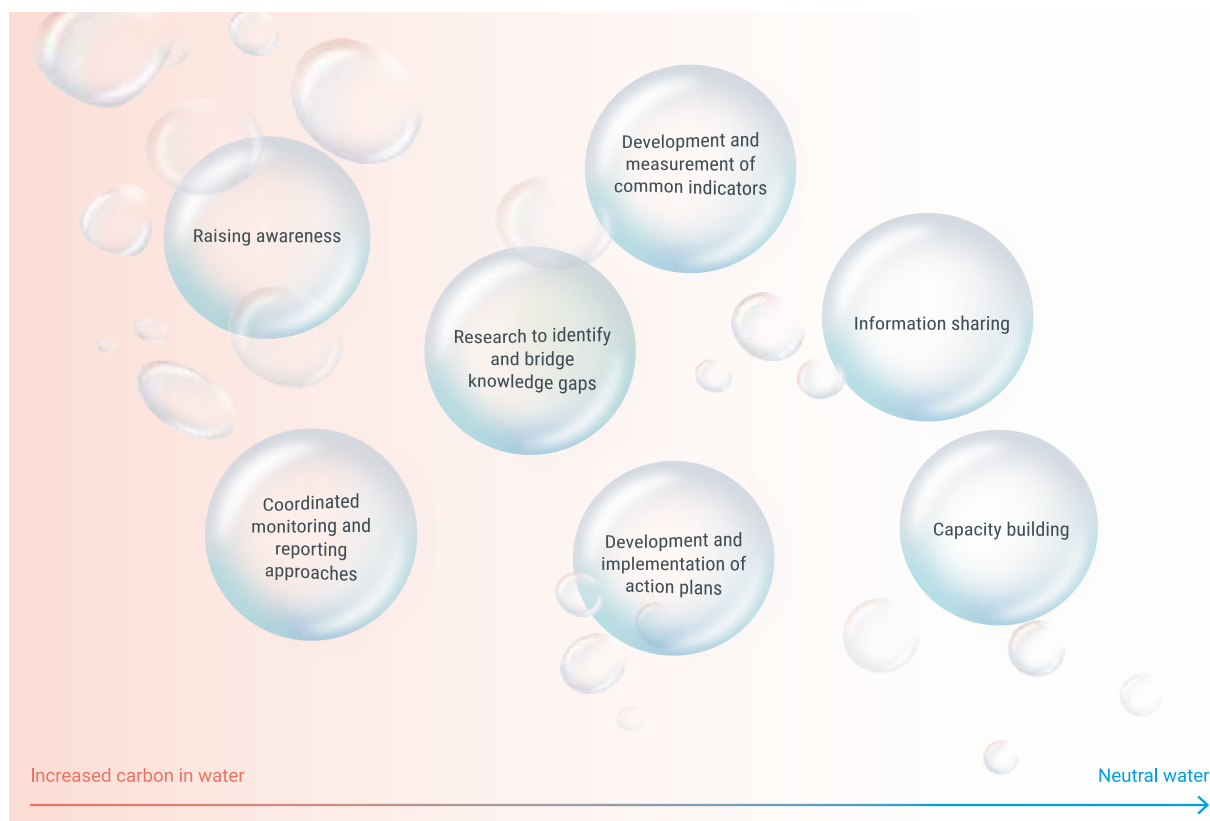 Raising awareness
Coordinated
monitoring and
reporting
approaches
Research to identify
and bridge
knowledge gaps
Development and
measurement of
common indicators
Development and
implementation of
action plans
Information sharing
Capacity building
Increased carbon in water
Neutral water